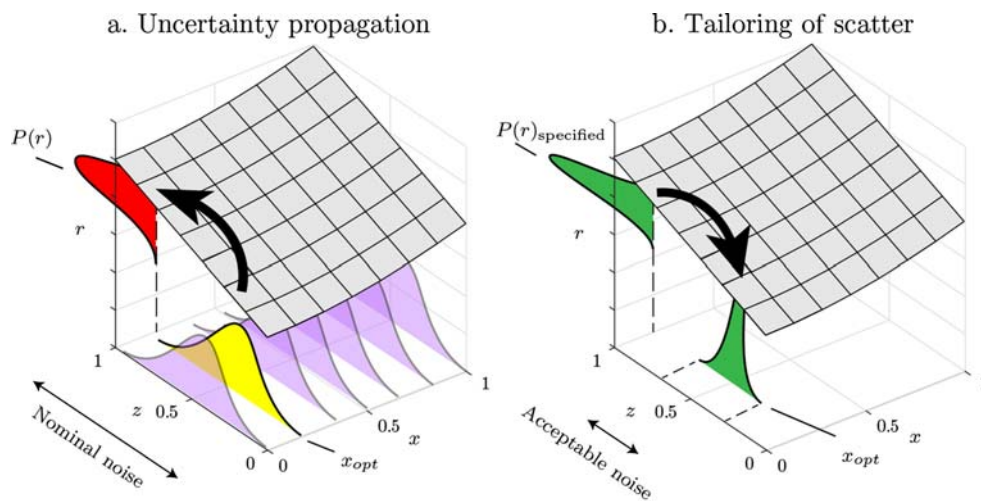 a. Uncertainty propagation
b. Tailoring of scatter
P(r)
r
1
z
0.5
0
0
0.5
x
1
x_opt
Nominal noise
P(r)specified
r
1
z
0.5
0
0
0.5
x
x_opt
Acceptable noise